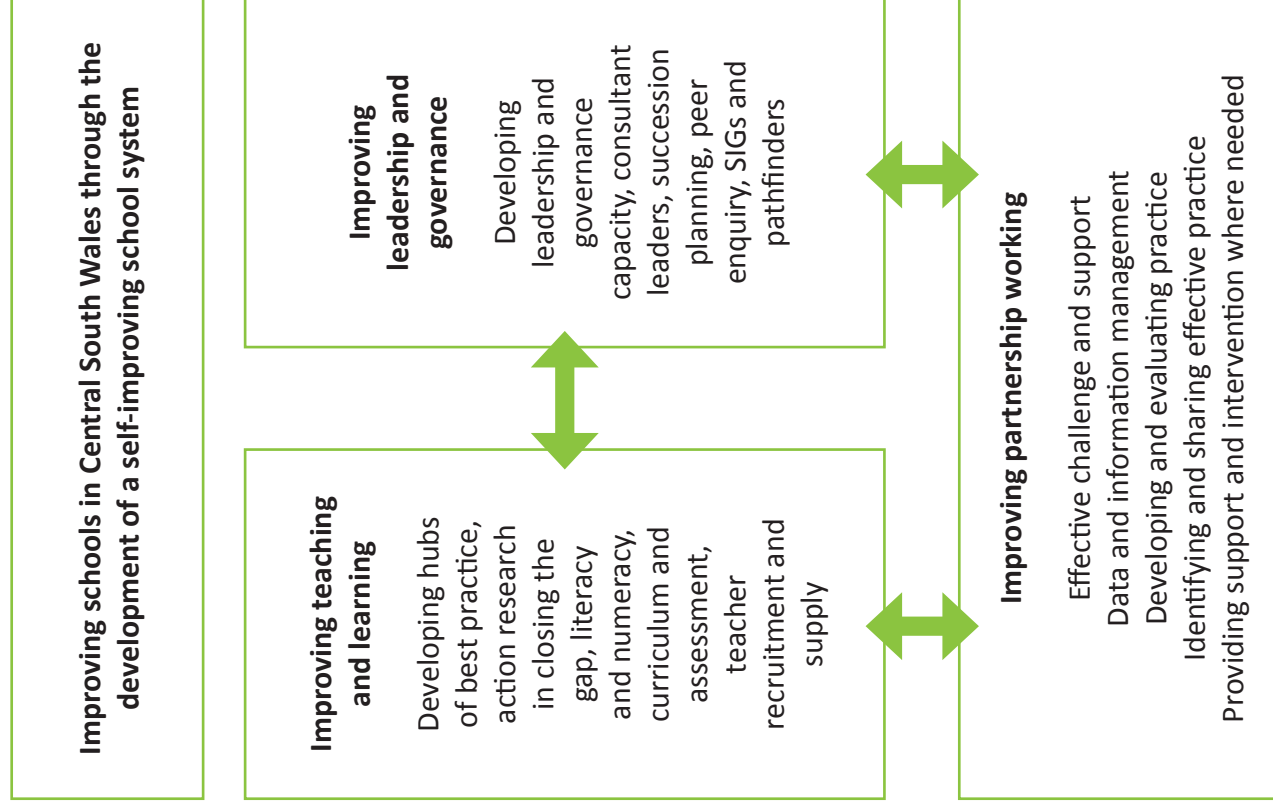 Improving schools in Central South Wales through the
development of a self-improving school system
Improving teaching
and learning
Developing hubs
of best practice,
action research
in closing the
gap, literacy
and numeracy,
curriculum and
assessment,
teacher
recruitment and
supply
Improving
leadership and
governance
Developing
leadership and
governance
capacity, consultant
leaders, succession
planning, peer
enquiry, SIGs and
pathfinders
Improving partnership working
Effective challenge and support
Data and information management
Developing and evaluating practice
Identifying and sharing effective practice
Providing support and intervention where needed